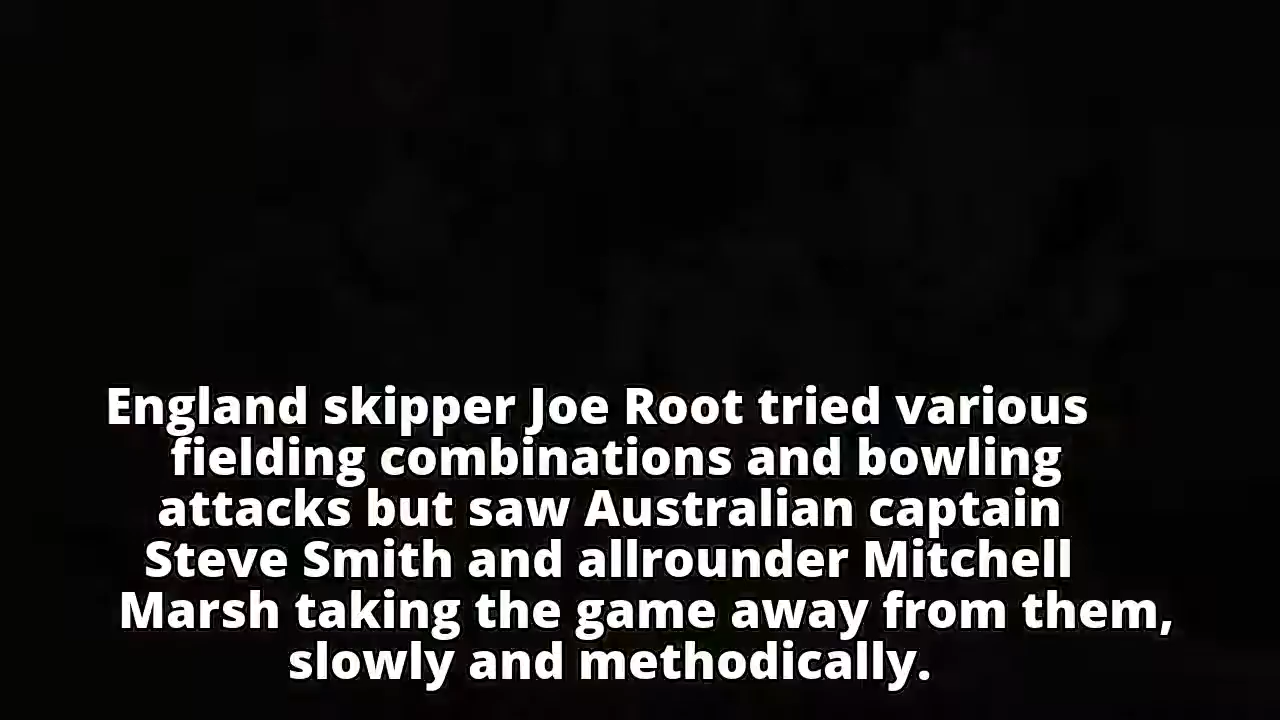 England skipper Joe Root tried various
fielding combinations and bowling
attacks but saw Australian captain
Steve Smith and allrounder Mitchell
Marsh taking the game away from them,
slowly and methodically.